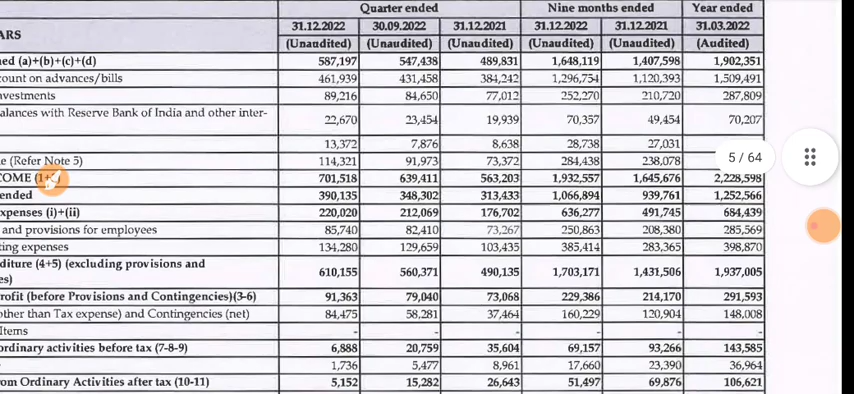 Quarter ended Nine months ended Year ended
ARS 31.12.2022 30.09.2022 31.12.2021 31.12.2022 31.12.2021 31.03.2022
(Unaudited) (Unaudited) (Unaudited) (Unaudited) (Unaudited) (Audited)
ned (a)+(b)+(c)+(d) 587,197 547,438 489,831 1,648,119 1,407,598 1,902,351
count on advances/bills 461,939 431,458 384,242 1,296,754 1,120,393 1,509,491
nvestments 89,216 84,650 77,012 252,270 210,720 287,809
alances with Reserve Bank of India and other inter- 22,670 23,454 19,939 70,357 49,454 70,207
13,372 7,876 8,638 28,738 27,031
e (Refer Note 5) 114,321 91,973 73,372 284,438 238,078
5 / 64
COME (1+ 701,518 639,411 563,203 1,932,557 1,645,676 2,228,598
ended 390,135 348,302 313,433 1,066,894 939,761 1,252,566
xpenses (i)+(ii) 220,020 212,069 176,702 636,277 491,745 684,439
and provisions for employees 85,740 82,410 73,267 250,863 208,380 285,569
ting expenses 134,280 129,659 103,435 385,414 283,365 398,870
diture (4+5) (excluding provisions and
es) 610,155 560,371 490,135 1,703,171 1,431,506 1,937,005
rofit (before Provisions and Contingencies)(3-6) 91,363 79,040 73,068 229,386 214,170 291,593
other than Tax expense) and Contingencies (net) 84,475 58,281 37,464 160,229 120,904 148,008
Items - - - - - -
ordinary activities before tax (7-8-9) 6,888 20,759 35,604 69,157 93,266 143,585
1,736 5,477 8,961 17,660 23,390 36,964
rom Ordinary Activities after tax (10-11) 5,152 15,282 26,643 51,497 69,876 106,621